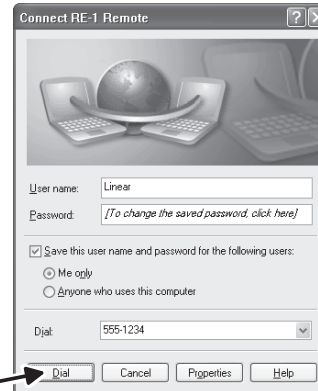 Connect RE-1 Remote
User name: Linear
Password: [To change the saved password, click here]
Save this user name and password for the following users:
Me only
Anyone who uses this computer
Dial: 555-1234
Dial Cancel Properties Help